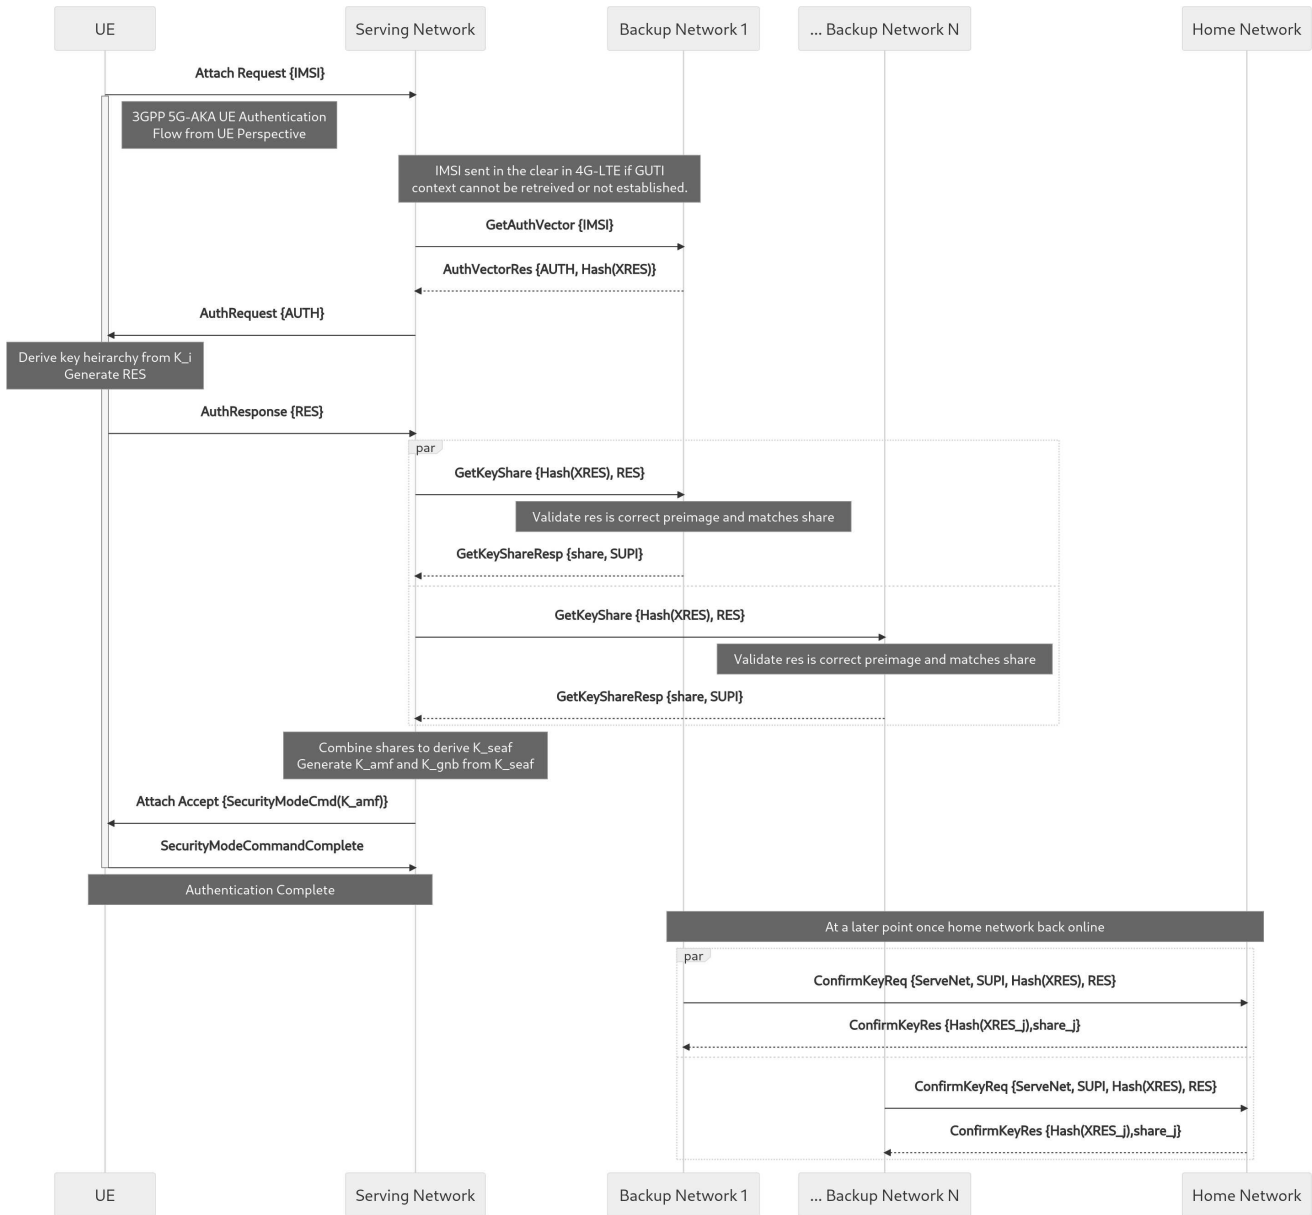 UE
Serving Network
Backup Network 1
... Backup Network N
Home Network
Attach Request {IMSI}
3GPP 5G-AKA UE Authentication
Flow from UE Perspective
IMSI sent in the clear in 4G-LTE if GUTI
context cannot be retreived or not established.
GetAuthVector {IMSI}
AuthVectorRes {AUTH, Hash(XRES)}
AuthRequest {AUTH}
Derive key heirarchy from K_i
Generate RES
AuthResponse {RES}
par
GetKeyShare {Hash(XRES), RES}
Validate res is correct preimage and matches share
GetKeyShareResp {share, SUPI}
GetKeyShare {Hash(XRES), RES}
Validate res is correct preimage and matches share
GetKeyShareResp {share, SUPI}
Combine shares to derive K_seaf
Generate K_amf and K_gnb from K_seaf
Attach Accept {SecurityModeCmd(K_amf)}
SecurityModeCommandComplete
Authentication Complete
At a later point once home network back online
par
ConfirmKeyReq {ServeNet, SUPI, Hash(XRES), RES}
ConfirmKeyRes {Hash(XRES_j),share_j}
ConfirmKeyReq {ServeNet, SUPI, Hash(XRES), RES}
ConfirmKeyRes {Hash(XRES_j),share_j}
UE
Serving Network
Backup Network 1
... Backup Network N
Home Network